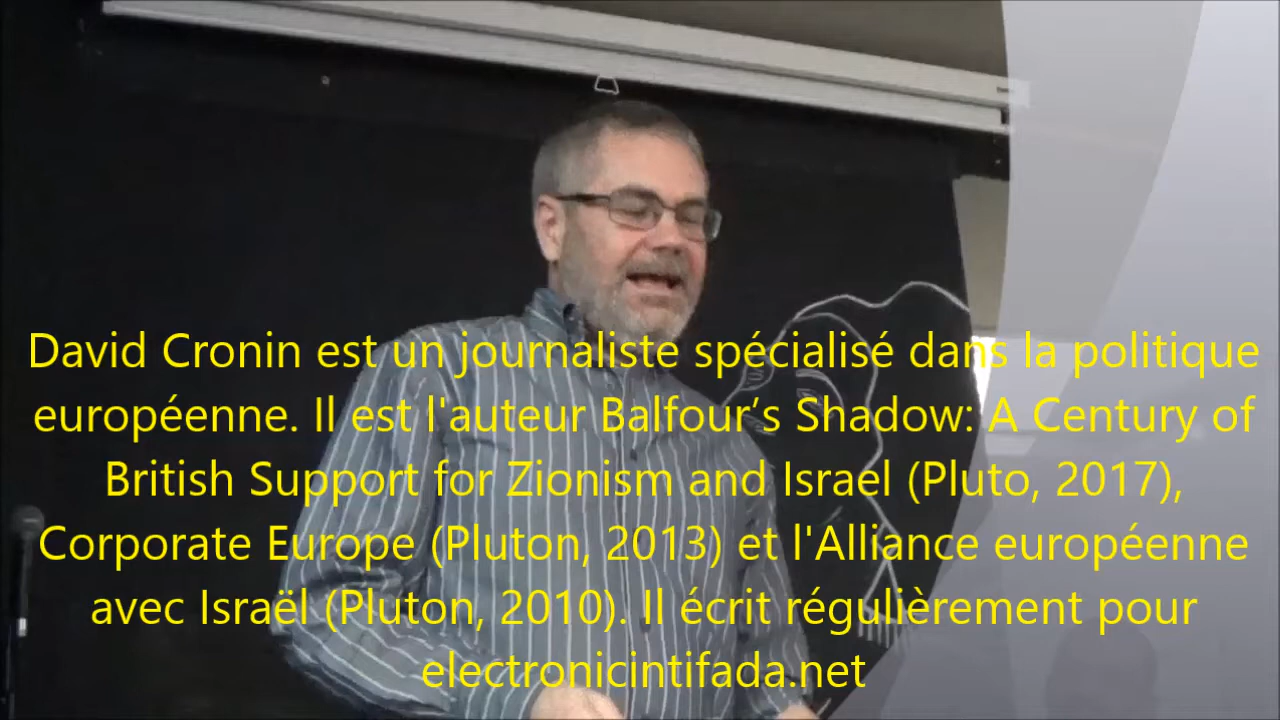 David Cronin est un journaliste spécialisé dans la politique
européenne. Il est l'auteur Balfour’s Shadow: A Century of
British Support for Zionism and Israel (Pluto, 2017),
Corporate Europe (Pluton, 2013) et l'Alliance européenne
avec Israël (Pluton, 2010). Il écrit régulièrement pour
electronicintifada.net